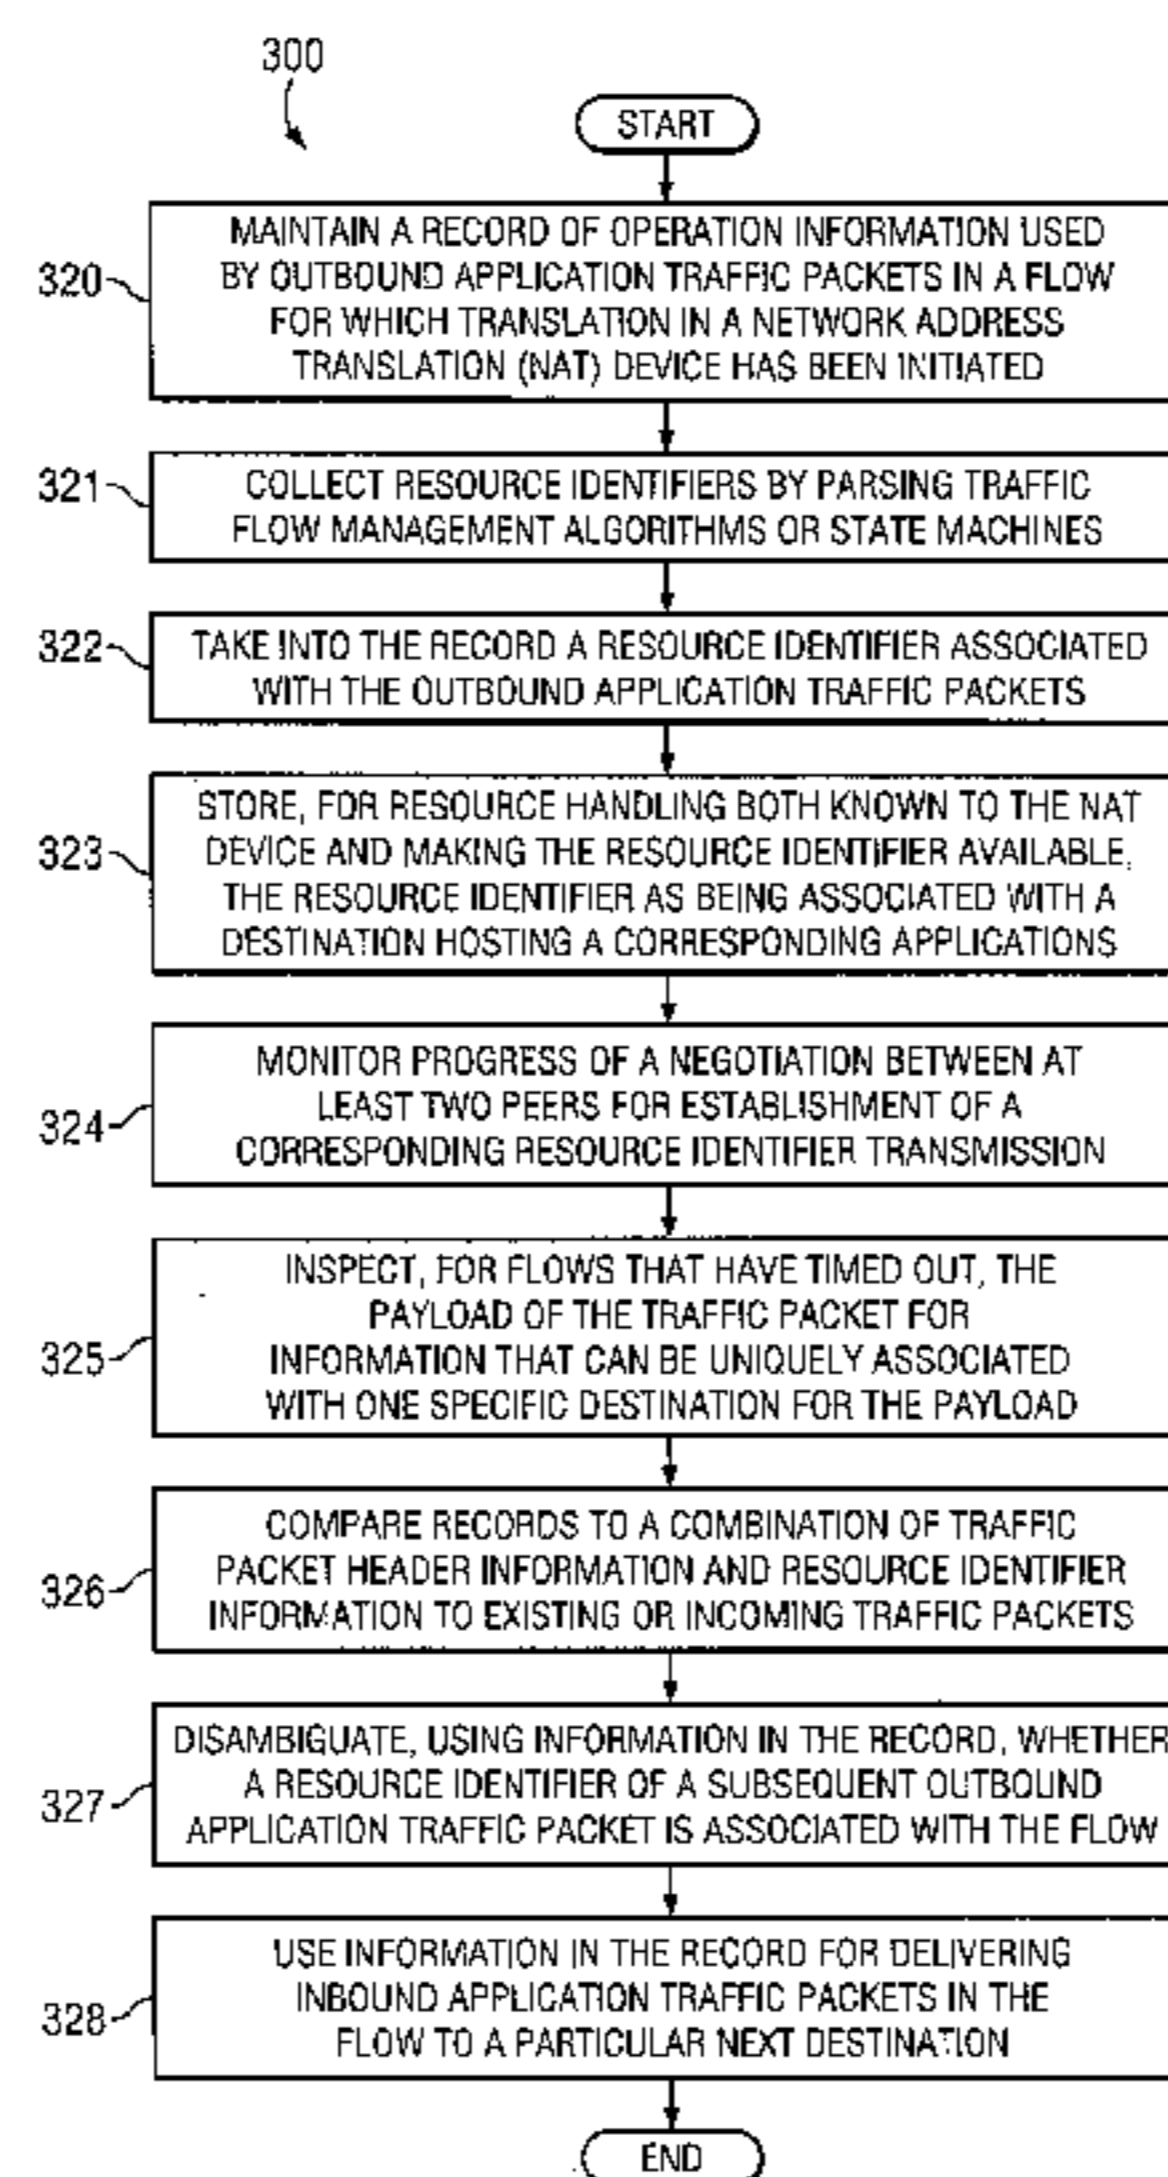 300
START
320
MAINTAIN A RECORD OF OPERATION INFORMATION USED
BY OUTBOUND APPLICATION TRAFFIC PACKETS IN A FLOW
FOR WHICH TRANSLATION IN A NETWORK ADDRESS
TRANSLATION (NAT) DEVICE HAS BEEN INITIATED
321
COLLECT RESOURCE IDENTIFIERS BY PARSING TRAFFIC
FLOW MANAGEMENT ALGORITHMS OR STATE MACHINES
322
TAKE INTO THE RECORD A RESOURCE IDENTIFIER ASSOCIATED
WITH THE OUTBOUND APPLICATION TRAFFIC PACKETS
323
STORE, FOR RESOURCE HANDLING BOTH KNOWN TO THE NAT
DEVICE AND MAKING THE RESOURCE IDENTIFIER AVAILABLE,
THE RESOURCE IDENTIFIER AS BEING ASSOCIATED WITH A
DESTINATION HOSTING A CORRESPONDING APPLICATIONS
324
MONITOR PROGRESS OF A NEGOTIATION BETWEEN AT
LEAST TWO PEERS FOR ESTABLISHMENT OF A
CORRESPONDING RESOURCE IDENTIFIER TRANSMISSION
325
INSPECT, FOR FLOWS THAT HAVE TIMED OUT, THE
PAYLOAD OF THE TRAFFIC PACKET FOR
INFORMATION THAT CAN BE UNIQUELY ASSOCIATED
WITH ONE SPECIFIC DESTINATION FOR THE PAYLOAD
326
COMPARE RECORDS TO A COMBINATION OF TRAFFIC
PACKET HEADER INFORMATION AND RESOURCE IDENTIFIER
INFORMATION TO EXISTING OR INCOMING TRAFFIC PACKETS
327
DISAMBIGUATE, USING INFORMATION IN THE RECORD, WHETHER
A RESOURCE IDENTIFIER OF A SUBSEQUENT OUTBOUND
APPLICATION TRAFFIC PACKET IS ASSOCIATED WITH THE FLOW
328
USE INFORMATION IN THE RECORD FOR DELIVERING
INBOUND APPLICATION TRAFFIC PACKETS IN THE
FLOW TO A PARTICULAR NEXT DESTINATION
END